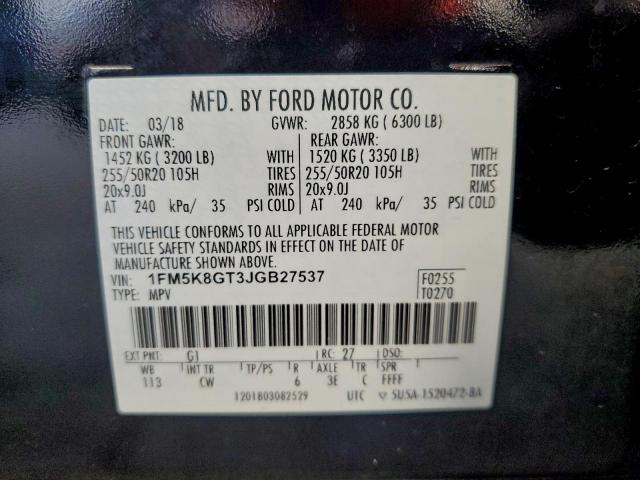 MFD. BY FORD MOTOR CO.
DATE: 03/18 GVWR: 2858 KG ( 6300 LB)
FRONT GAWR: REAR GAWR:
1452 KG ( 3200 LB) WITH 1520 KG ( 3350 LB) WITH
255/50R20 105H TIRES 255/50R20 105H TIRES
20x9.0J RIMS 20x9.0J RIMS
AT 240 kPa/ 35 PSI COLD AT 240 kPa/ 35 PSI COLD
THIS VEHICLE CONFORMS TO ALL APPLICABLE FEDERAL MOTOR
VEHICLE SAFETY STANDARDS IN EFFECT ON THE DATE OF
MANUFACTURE SHOWN ABOVE.
VIN: 1FM5K8GT3JGB27537 F0255
TYPE: MPV T0270
EXT PNT: G1 RC: 27 DSO:
WB INT TR TP/PS R AXLE TR SPR
113 CW 6 3E C FFFF
1201803082529 UTC ▽ 5U5A-1520472-BA